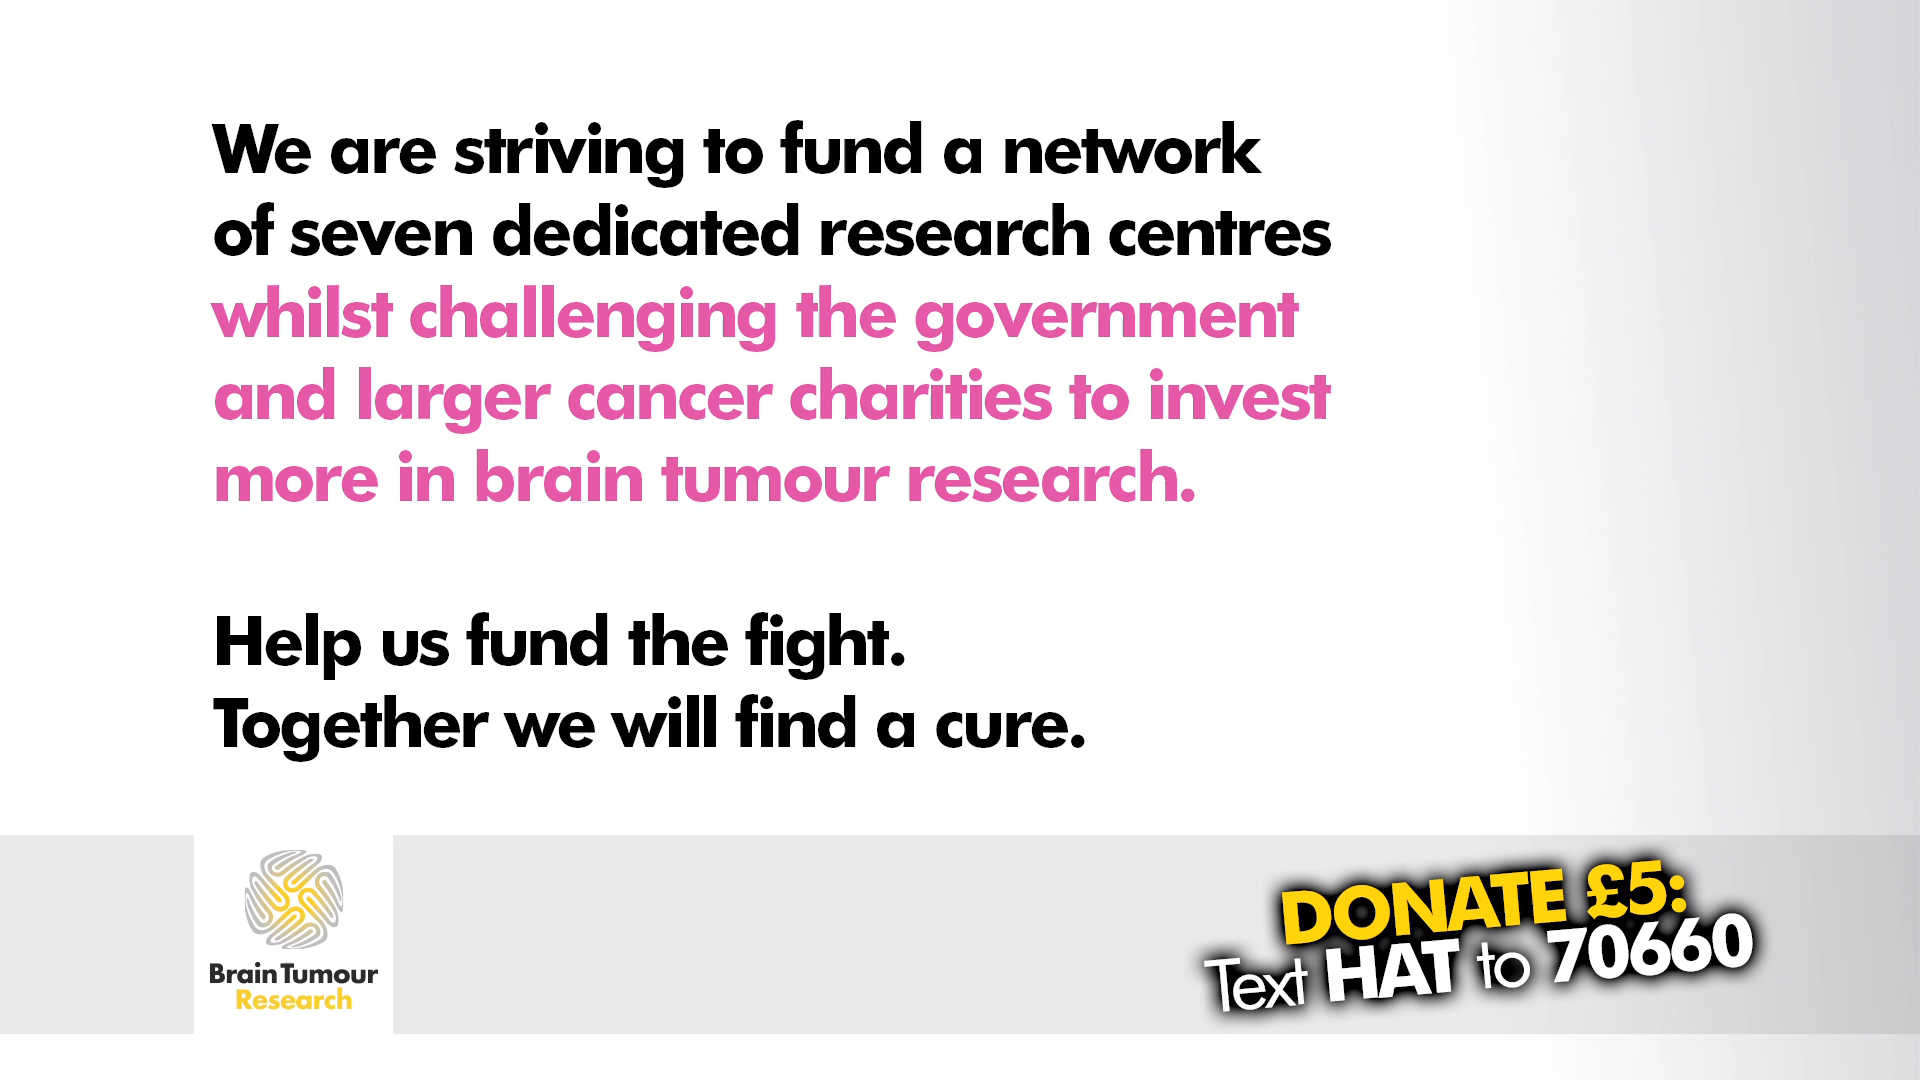 We are striving to fund a network
of seven dedicated research centres
whilst challenging the government
and larger cancer charities to invest
more in brain tumour research.
Help us fund the fight.
Together we will find a cure.
Brain Tumour
Research
DONATE £5:
Text HAT to 70660